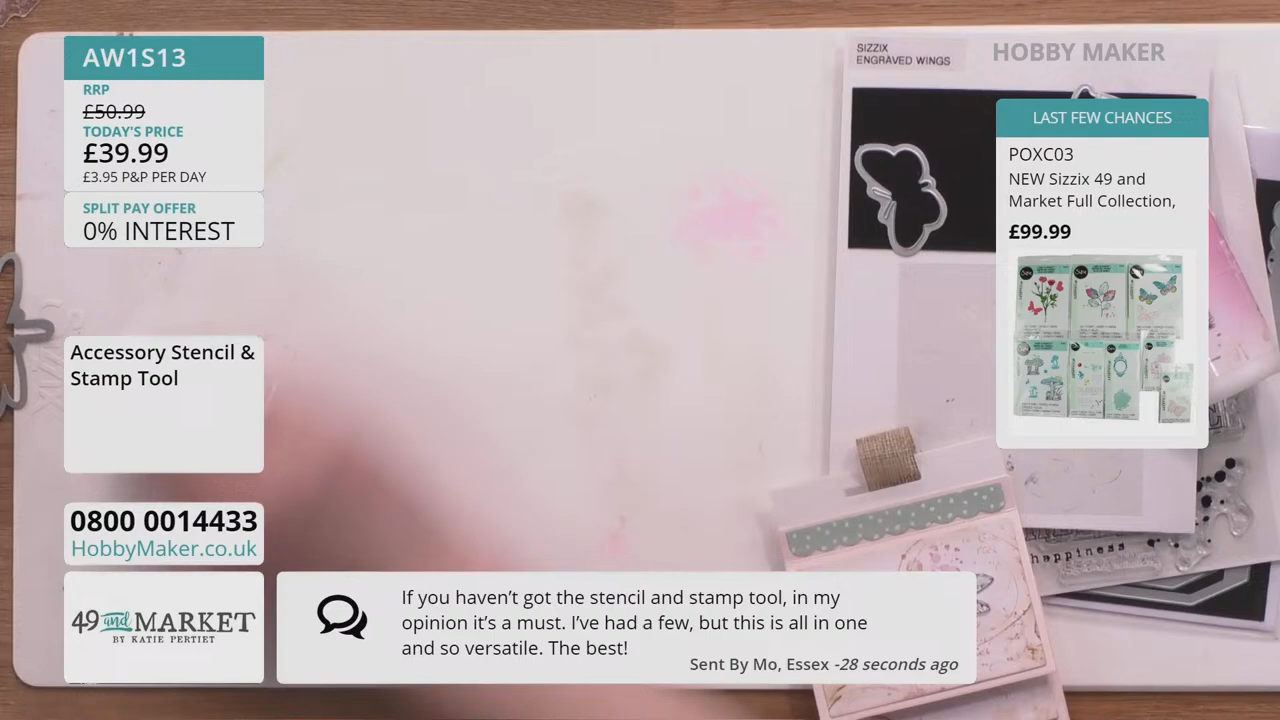 AW1S13
RRP
£50.99
TODAY'S PRICE
£39.99
£3.95 P&P PER DAY
SPLIT PAY OFFER
0% INTEREST
Accessory Stencil &
Stamp Tool
0800 0014433
HobbyMaker.co.uk
49 and MARKET
BY KATIE PERTIET
If you haven't got the stencil and stamp tool, in my
opinion it's a must. I've had a few, but this is all in one
and so versatile. The best!
Sent By Mo, Essex -28 seconds ago
SIZZIX
ENGRAVED WINGS
HOBBY MAKER
LAST FEW CHANCES
POXC03
NEW Sizzix 49 and
Market Full Collection,
£99.99
happiness